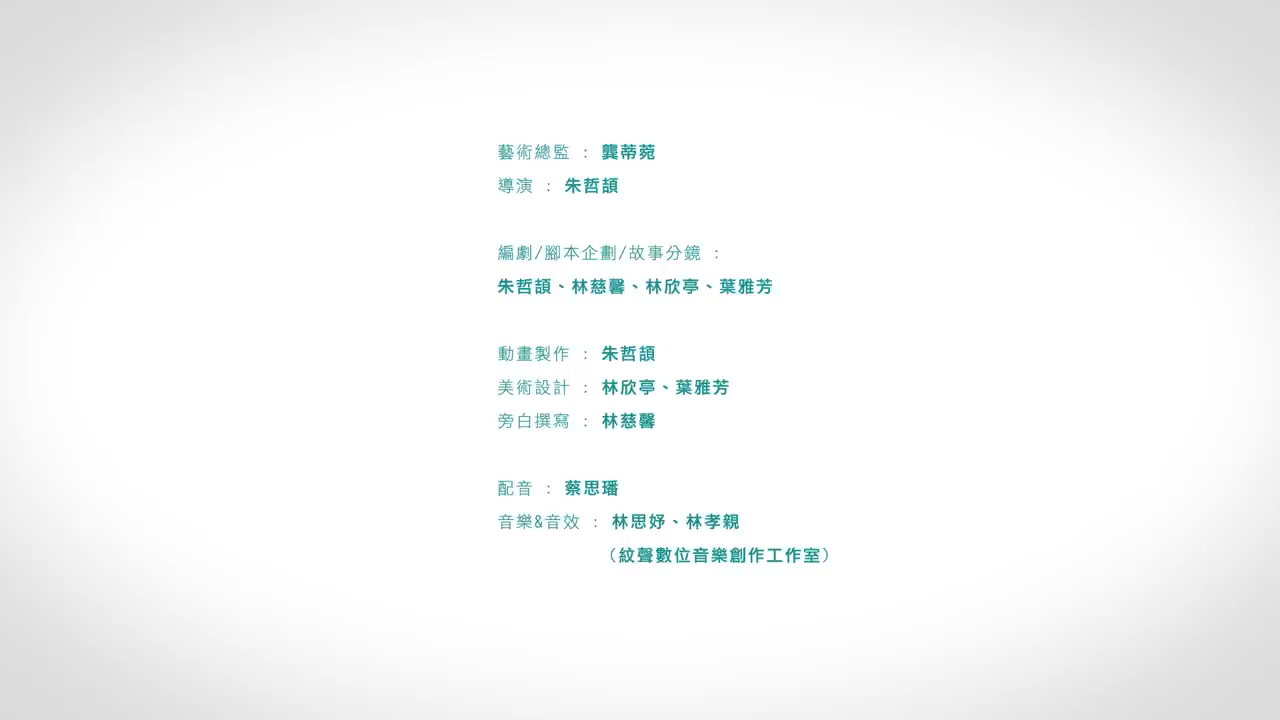 藝術總監 : 龔蒂菀
導演 : 朱哲頡
編劇/腳本企劃/故事分鏡 :
朱哲頡、林慈馨、林欣亭、葉雅芳
動畫製作 : 朱哲頡
美術設計 : 林欣亭、葉雅芳
旁白撰寫 : 林慈馨
配音 : 蔡思璠
音樂&音效 : 林思妤、林孝親
(紋聲數位音樂創作工作室)